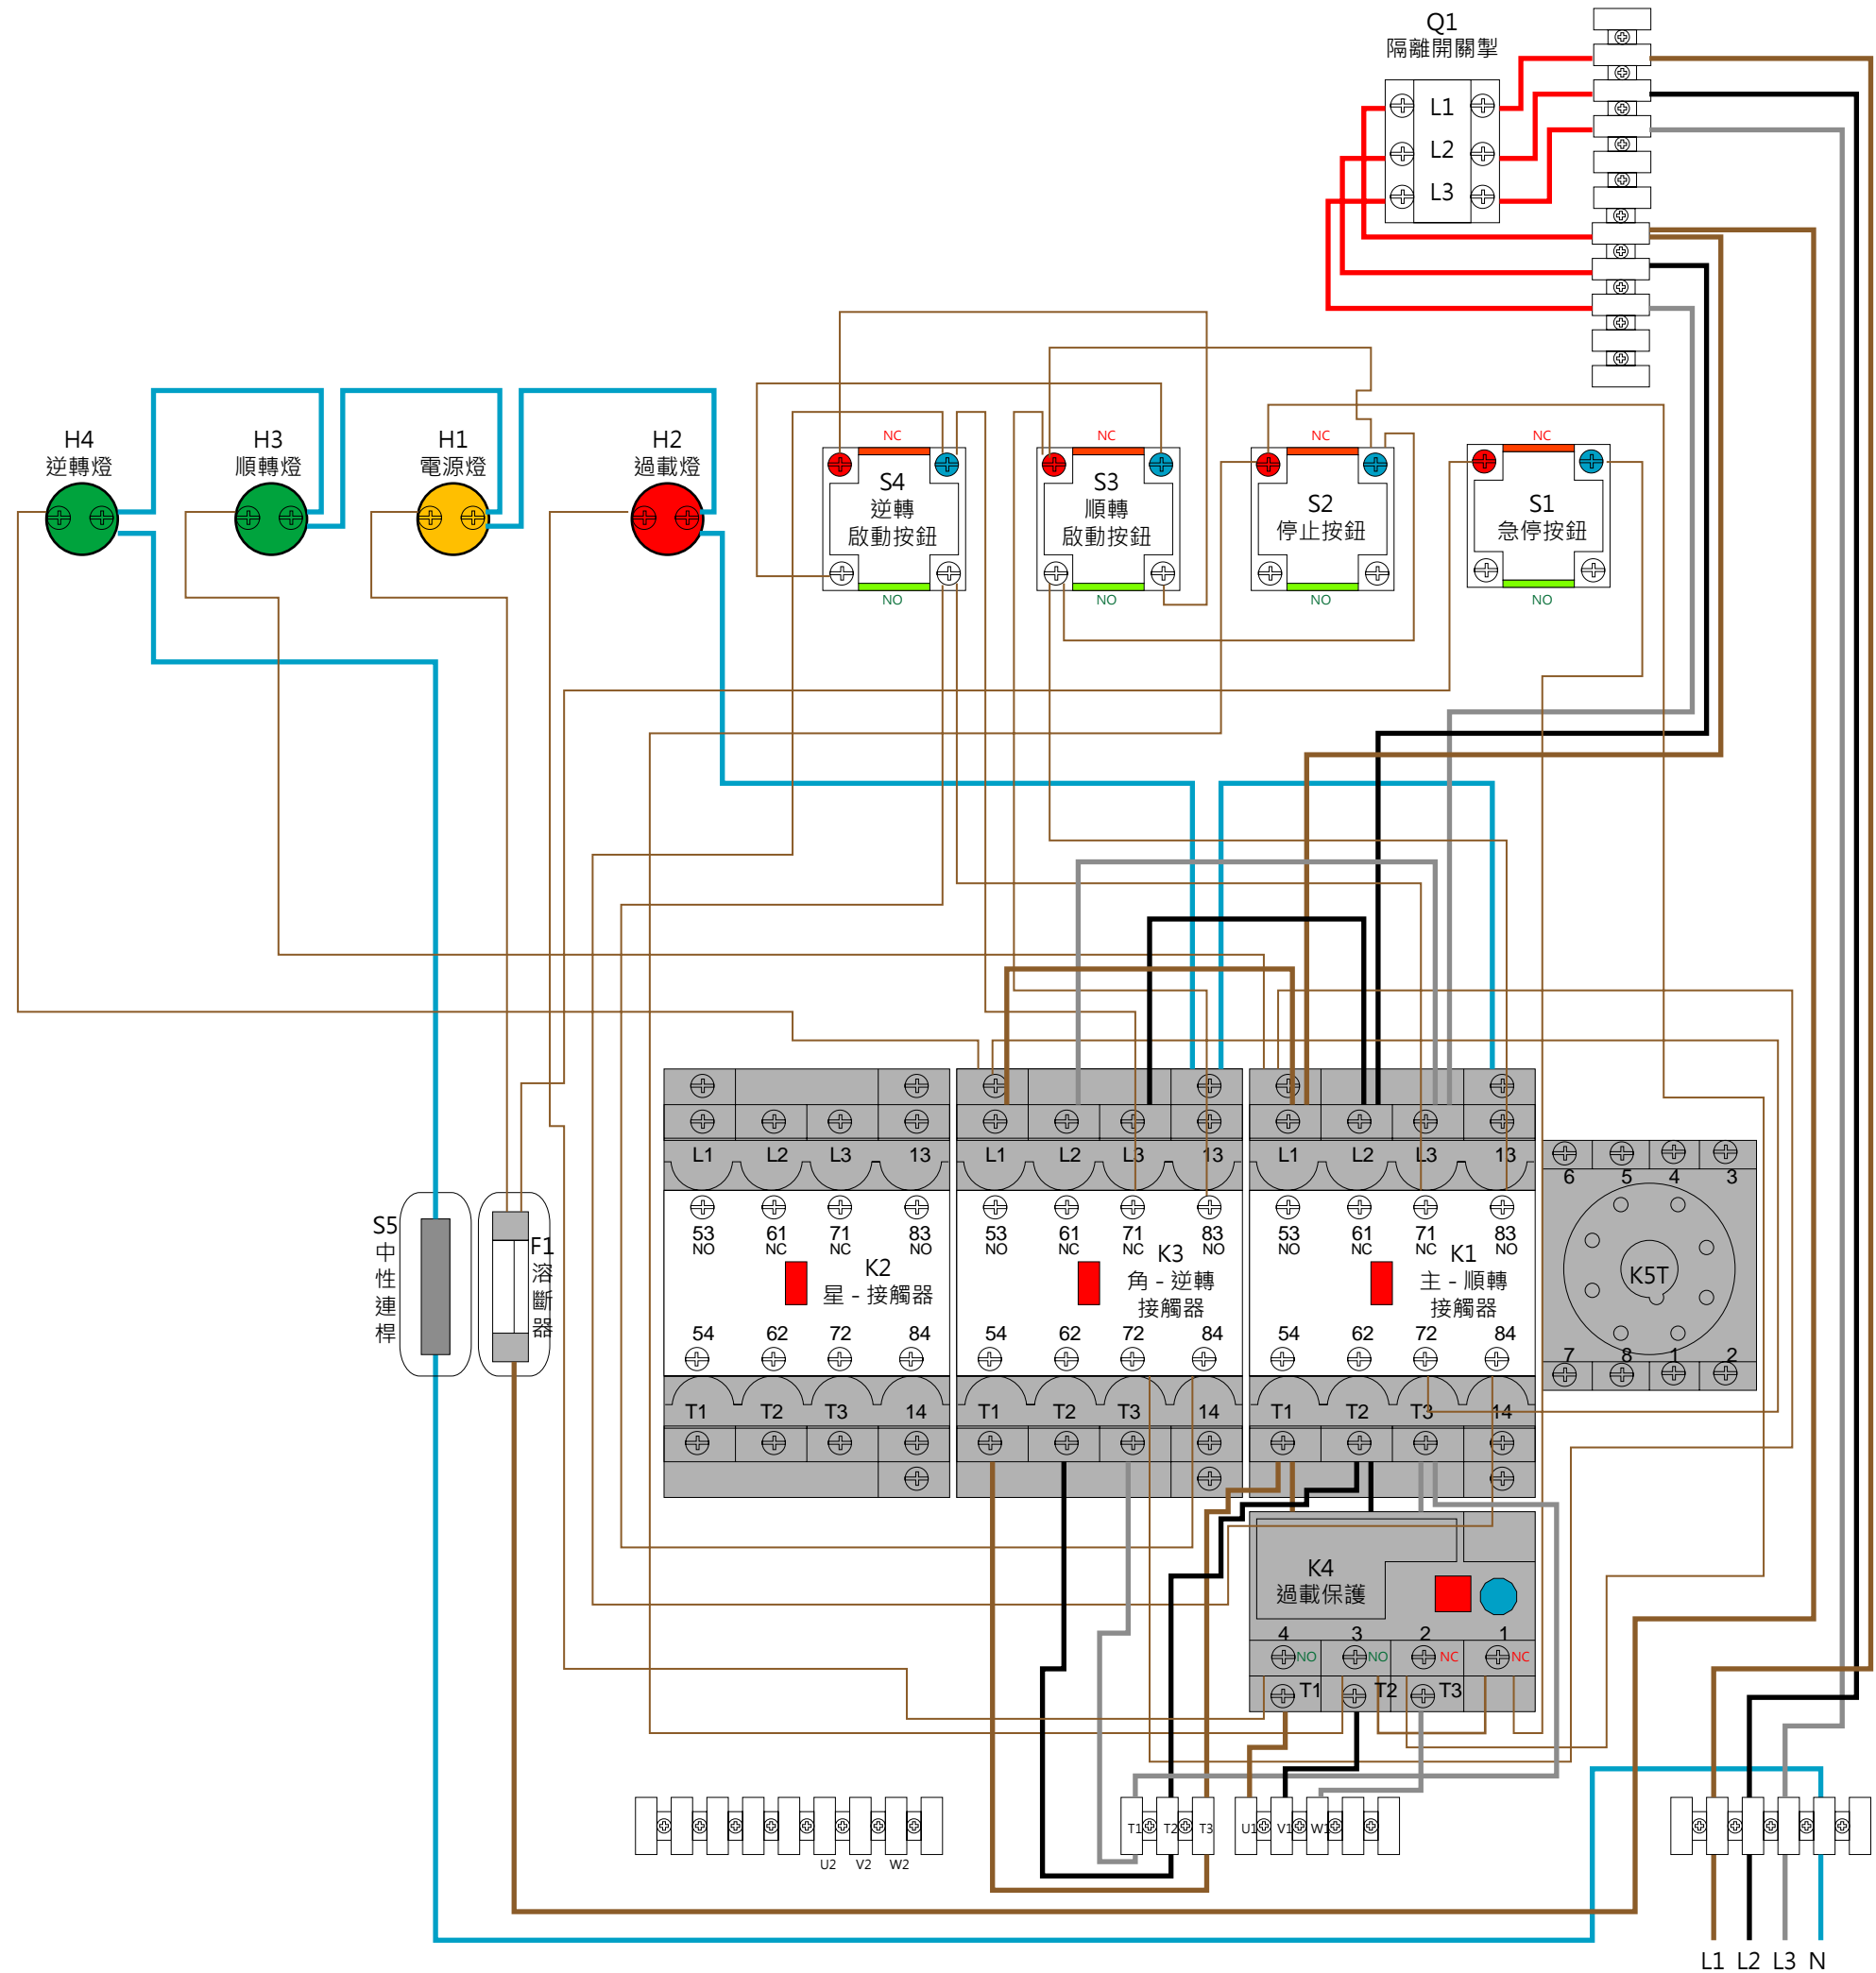 Q1
隔離開關掣
L1
L2
L3
H4
逆轉燈
H3
順轉燈
H1
電源燈
H2
過載燈
NC
S4
逆轉
啟動按鈕
NO
NC
S3
順轉
啟動按鈕
NO
NC
S2
停止按鈕
NO
NC
S1
急停按鈕
NO
L1 L2 L3 13
53 61 71 83
NO NC NC NO
K2
星 - 接觸器
54 62 72 84
T1 T2 T3 14
L1 L2 L3 13
53 61 71 83
NO NC NC NO
K3
角 - 逆轉
接觸器
54 62 72 84
T1 T2 T3 14
L1 L2 L3 13
53 61 71 83
NO NC NC NO
K1
主 - 順轉
接觸器
54 62 72 84
T1 T2 T3 14
6 5 4 3
K5T
7 8 1 2
S5
中
性
連
桿
F1
溶
斷
器
K4
過載保護
4 3 2 1
NO NO NC NC
T1 T2 T3
U2 V2 W2
T1 T2 T3
U1 V1 W1
L1 L2 L3 N